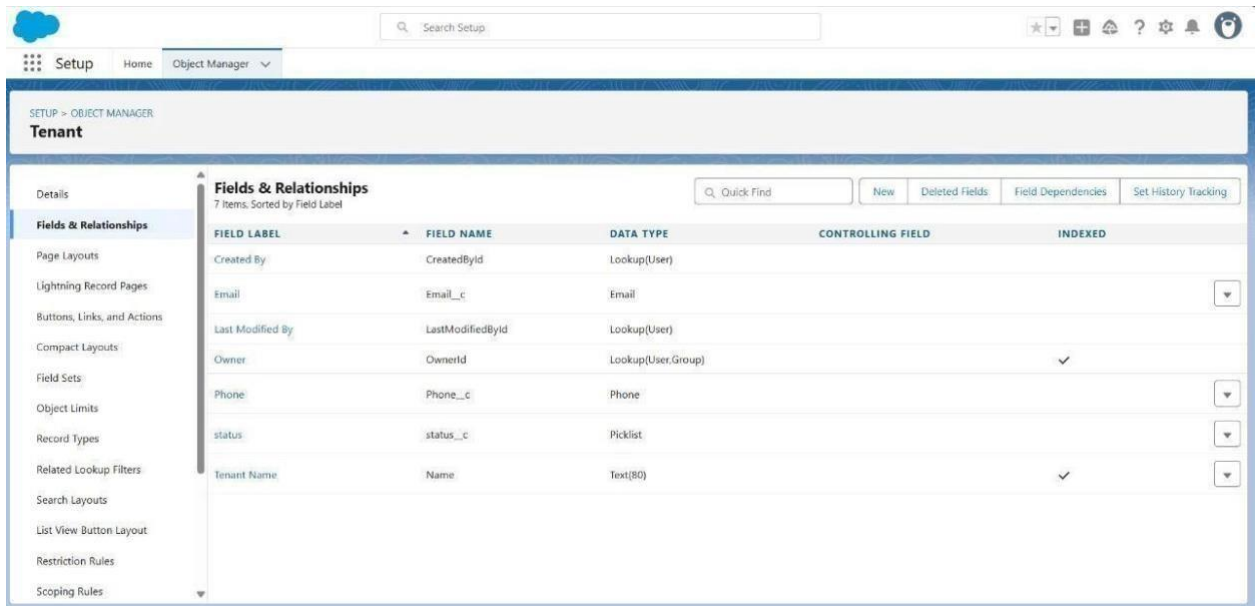 Search Setup
Setup Home Object Manager
SETUP > OBJECT MANAGER
Tenant
Details
Fields & Relationships
Page Layouts
Lightning Record Pages
Buttons, Links, and Actions
Compact Layouts
Field Sets
Object Limits
Record Types
Related Lookup Filters
Search Layouts
List View Button Layout
Restriction Rules
Scoping Rules
Fields & Relationships
7 Items, Sorted by Field Label
Quick Find New Deleted Fields Field Dependencies Set History Tracking
FIELD LABEL FIELD NAME DATA TYPE CONTROLLING FIELD INDEXED
Created By CreatedById Lookup(User)
Email Email__c Email
Last Modified By LastModifiedById Lookup(User)
Owner OwnerId Lookup(User,Group)
Phone Phone__c Phone
status status__c Picklist
Tenant Name Name Text(80)